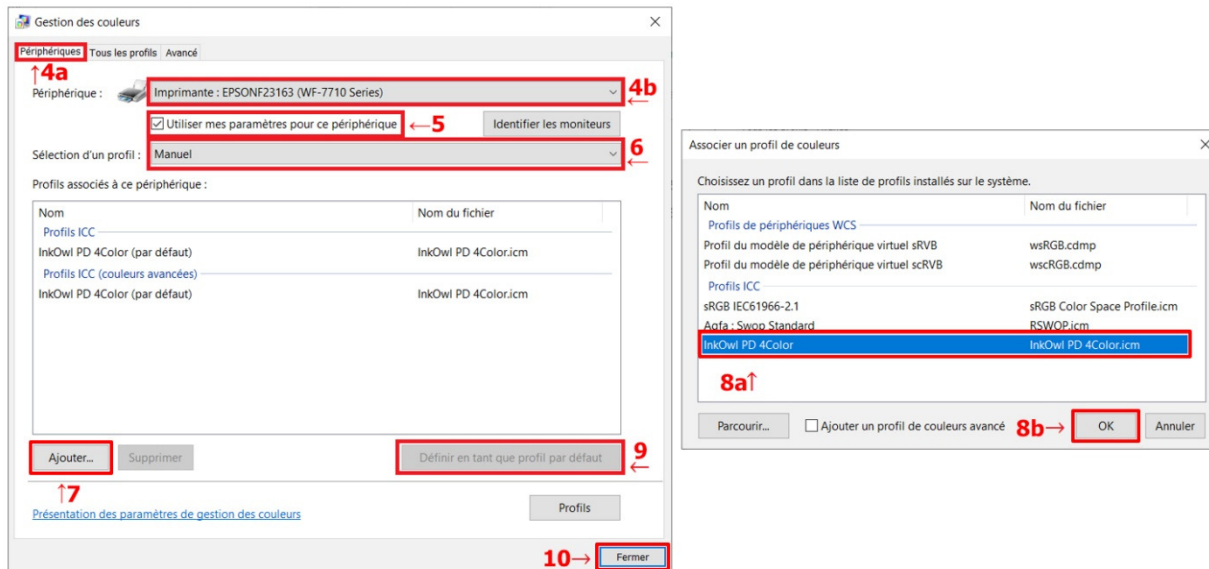 Gestion des couleurs
Périphériques Tous les profils Avancé
↑4a
Périphérique : Imprimante : EPSONF23163 (WF-7710 Series) 4b ←
Utiliser mes paramètres pour ce périphérique ←5 Identifier les moniteurs
Sélection d'un profil : Manuel 6 ←
Profils associés à ce périphérique :
Nom Nom du fichier
Profils ICC
InkOwl PD 4Color (par défaut) InkOwl PD 4Color.icm
Profils ICC (couleurs avancées)
InkOwl PD 4Color (par défaut) InkOwl PD 4Color.icm
Ajouter... Supprimer Définir en tant que profil par défaut 9 ←
↑7
Présentation des paramètres de gestion des couleurs Profils
10→ Fermer
Associer un profil de couleurs
Choisissez un profil dans la liste de profils installés sur le système.
Nom Nom du fichier
Profils de périphériques WCS
Profil du modèle de périphérique virtuel sRVB wsRGB.cdmp
Profil du modèle de périphérique virtuel scRVB wscRGB.cdmp
Profils ICC
sRGB IEC61966-2.1 sRGB Color Space Profile.icm
Agfa : Swop Standard RSWOP.icm
InkOwl PD 4Color InkOwl PD 4Color.icm
8a↑
Parcourir... Ajouter un profil de couleurs avancé 8b→ OK Annuler